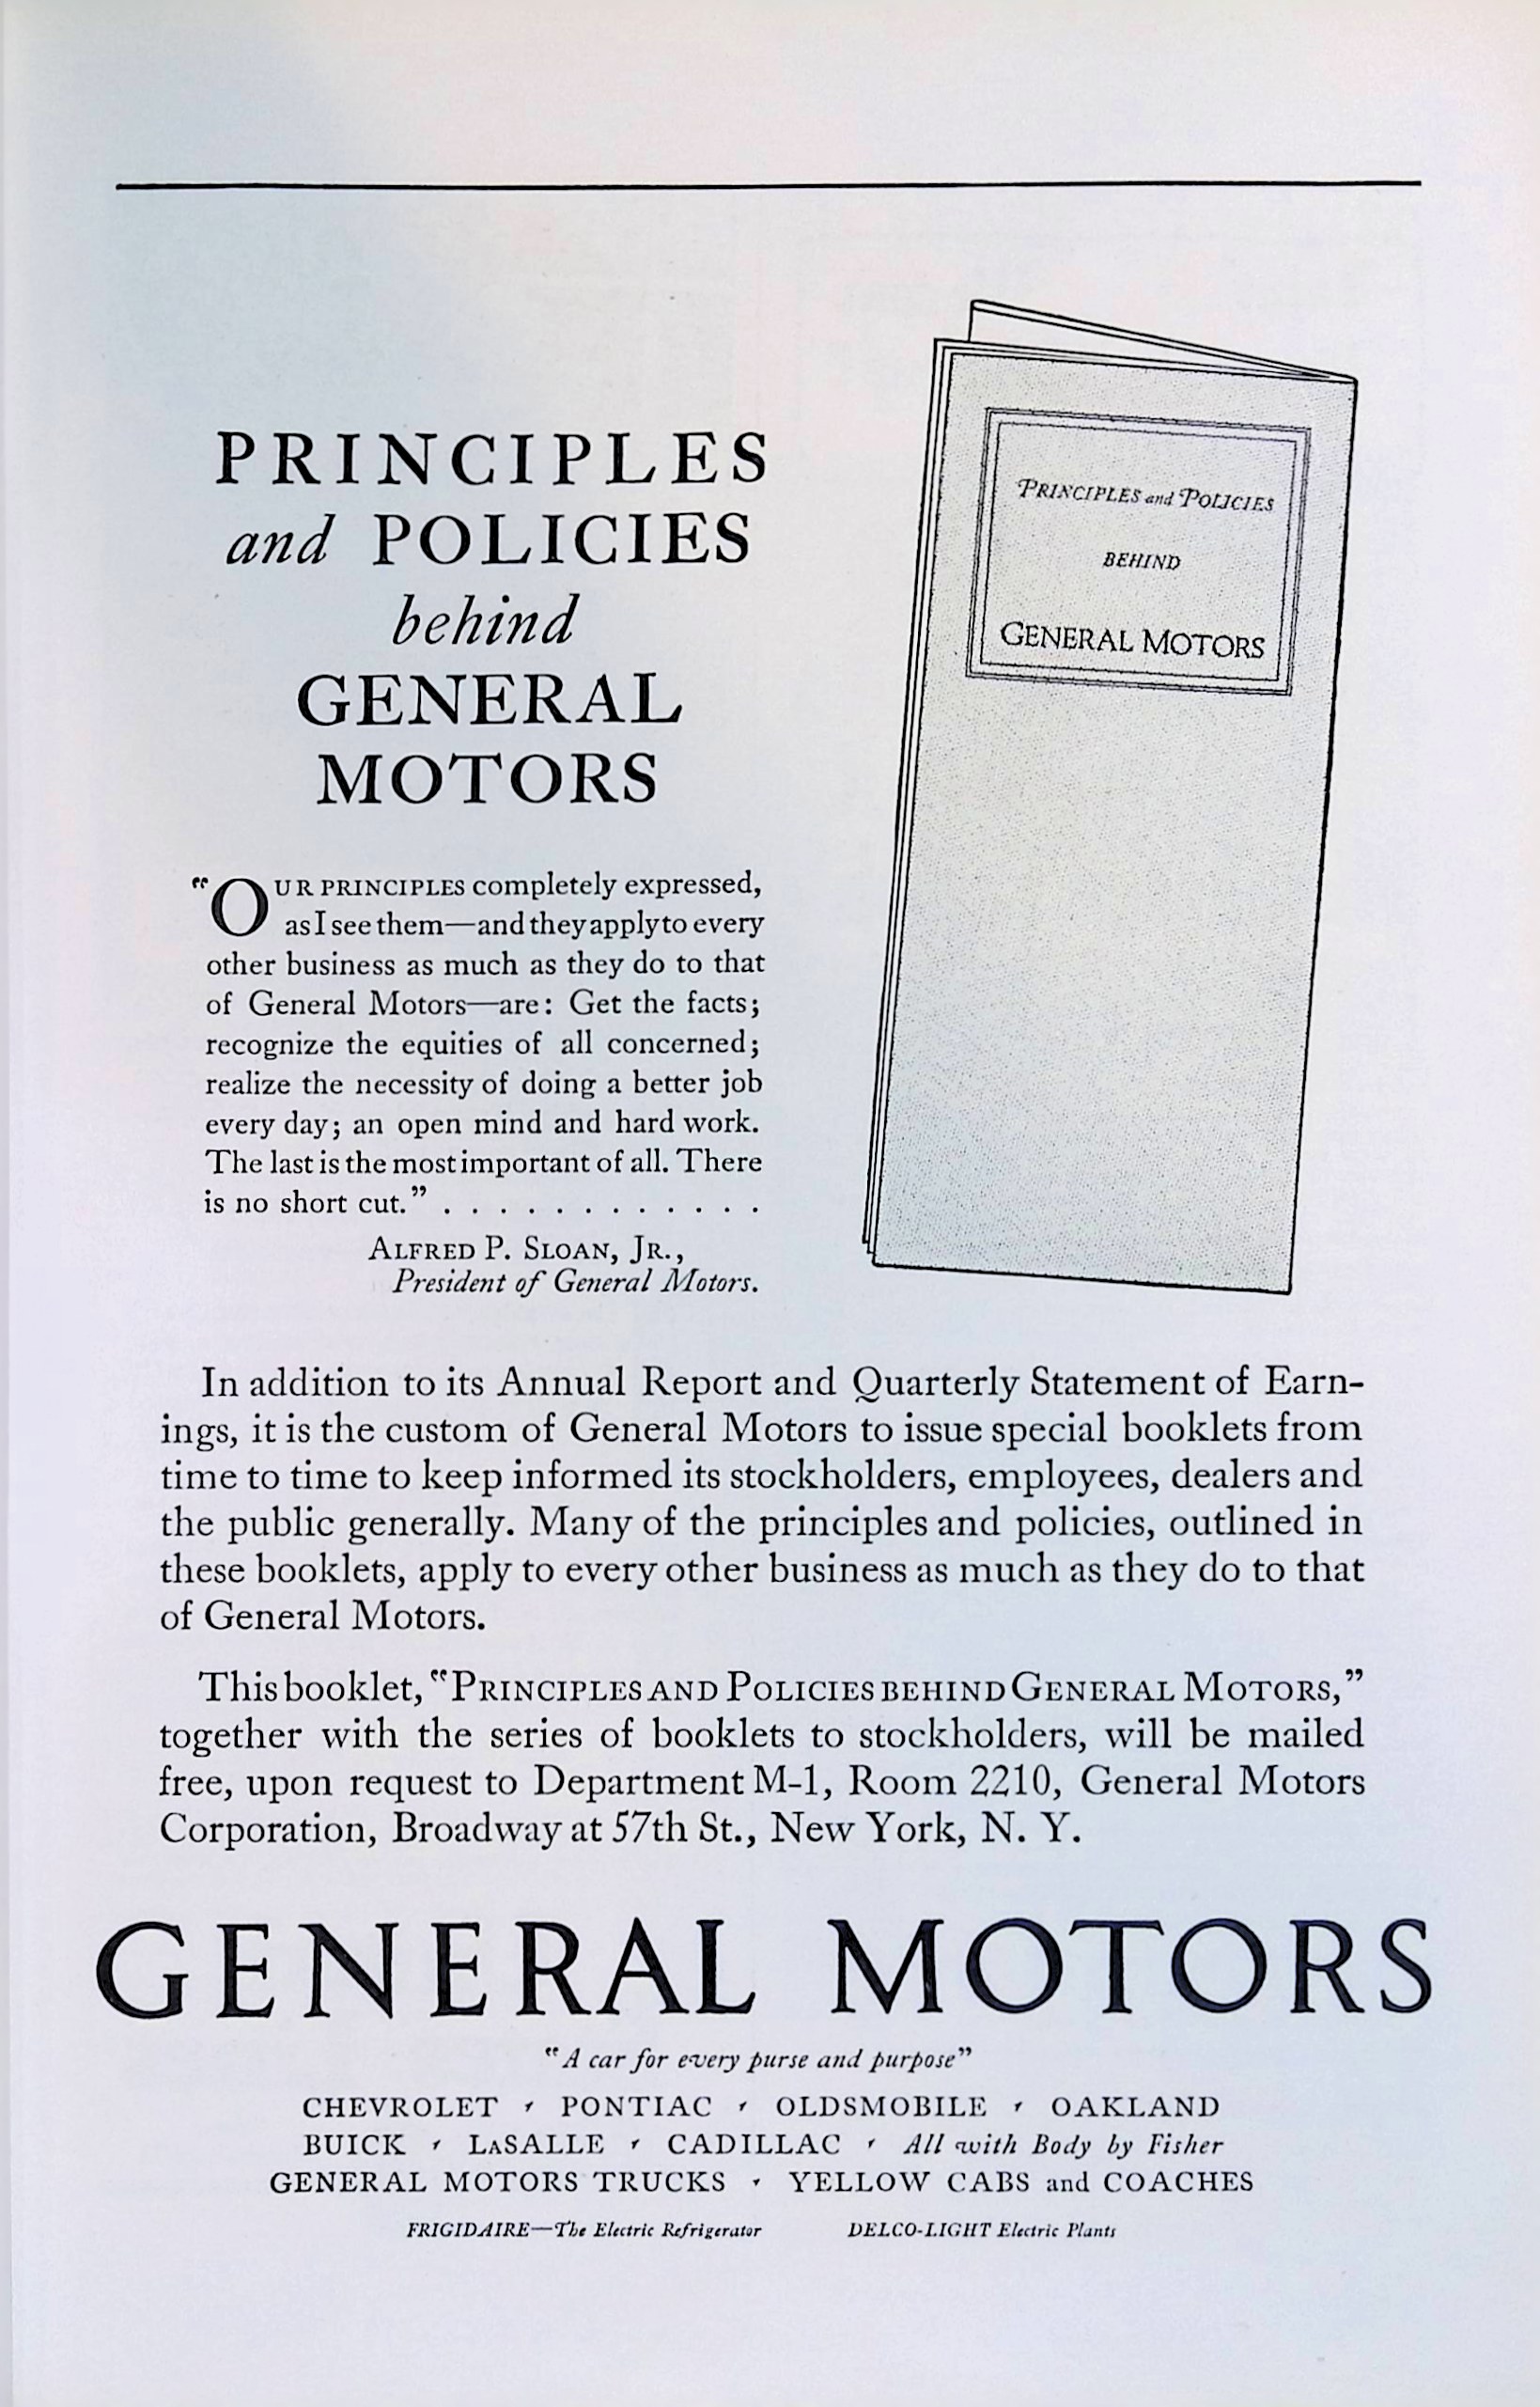 PRINCIPLES
and POLICIES
behind
GENERAL
MOTORS
"OUR PRINCIPLES completely expressed,
as I see them—and they apply to every
other business as much as they do to that
of General Motors—are: Get the facts;
recognize the equities of all concerned;
realize the necessity of doing a better job
every day; an open mind and hard work.
The last is the most important of all. There
is no short cut." . . . . . . . . . . . .
ALFRED P. SLOAN, JR.,
President of General Motors.
PRINCIPLES and POLICIES
BEHIND
GENERAL MOTORS
In addition to its Annual Report and Quarterly Statement of Earn-
ings, it is the custom of General Motors to issue special booklets from
time to time to keep informed its stockholders, employees, dealers and
the public generally. Many of the principles and policies, outlined in
these booklets, apply to every other business as much as they do to that
of General Motors.
This booklet, "PRINCIPLES AND POLICIES BEHIND GENERAL MOTORS,"
together with the series of booklets to stockholders, will be mailed
free, upon request to Department M-1, Room 2210, General Motors
Corporation, Broadway at 57th St., New York, N. Y.
GENERAL MOTORS
"A car for every purse and purpose"
CHEVROLET ׳ PONTIAC ׳ OLDSMOBILE ׳ OAKLAND
BUICK ׳ LASALLE ׳ CADILLAC ׳ All with Body by Fisher
GENERAL MOTORS TRUCKS ׳ YELLOW CABS and COACHES
FRIGIDAIRE—The Electric Refrigerator DELCO-LIGHT Electric Plants